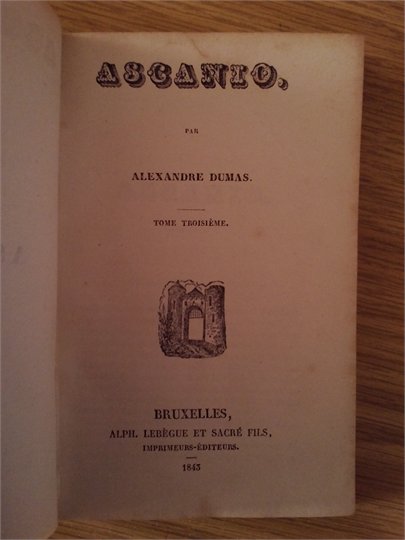 ASCANIO,
PAR
ALEXANDRE DUMAS.
TOME TROISIÈME.
BRUXELLES,
ALPH. LEBÈGUE ET SACRÉ FILS,
IMPRIMEURS-ÉDITEURS.
1843